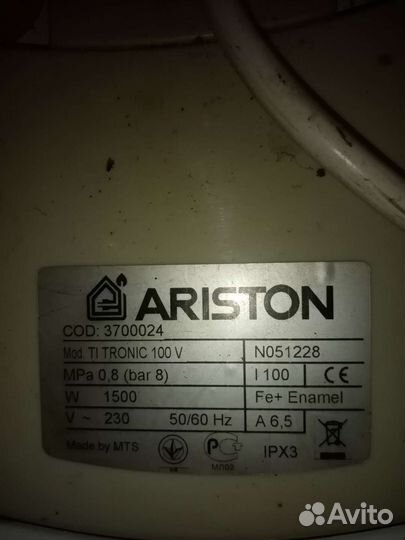 ARISTON
COD: 3700024
Mod. TI TRONIC 100 V N051228
MPa 0,8 (bar 8) l 100 CE
W 1500 Fe+ Enamel
V ~ 230 50/60 Hz A 6,5
Made by MTS IPX3
МЛ02
Avito